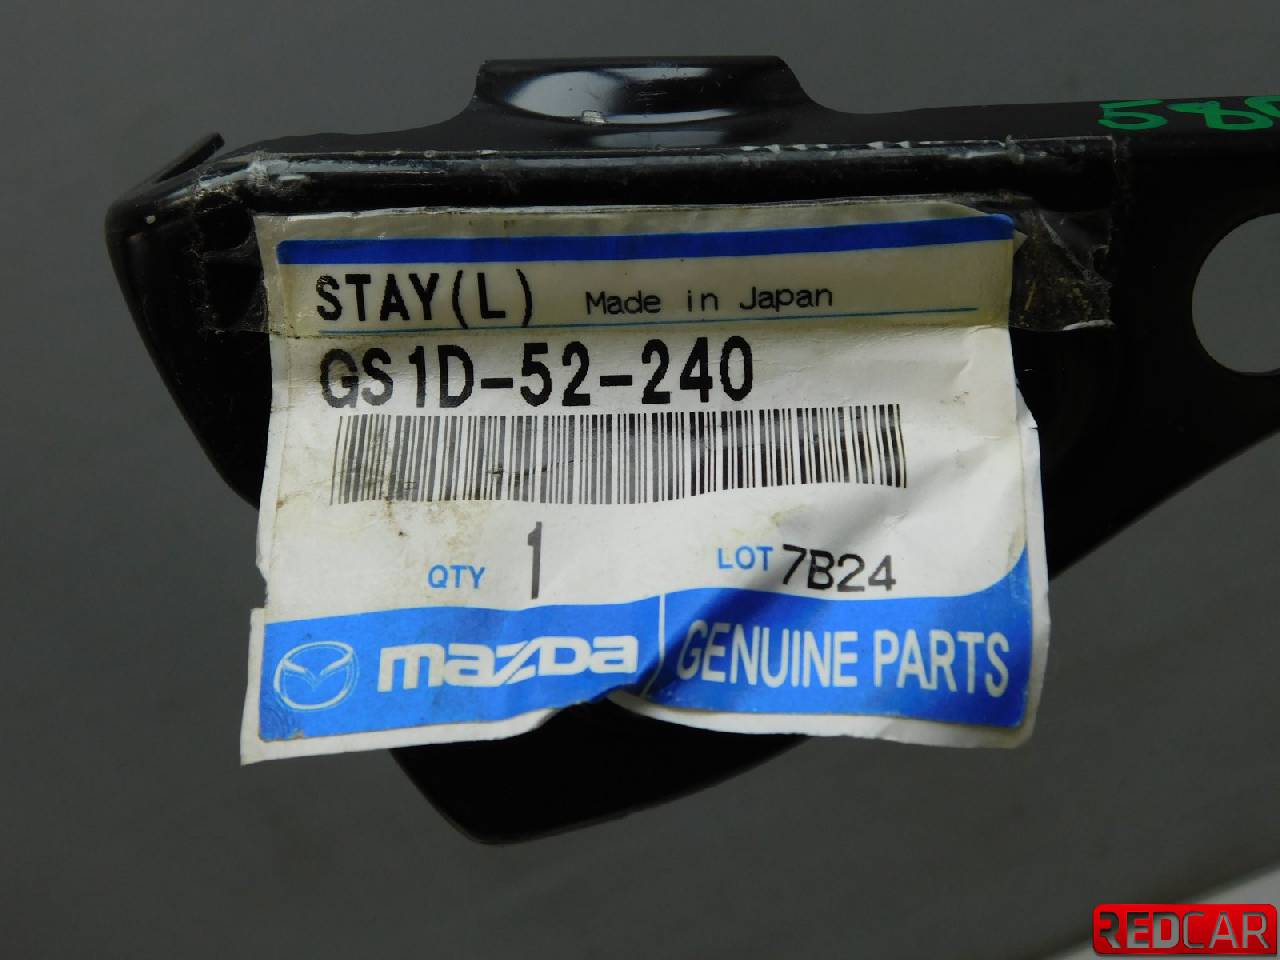 STAY(L) Made in Japan
GS1D-52-240
QTY 1 LOT 7B24
mazda GENUINE PARTS
REDCAR